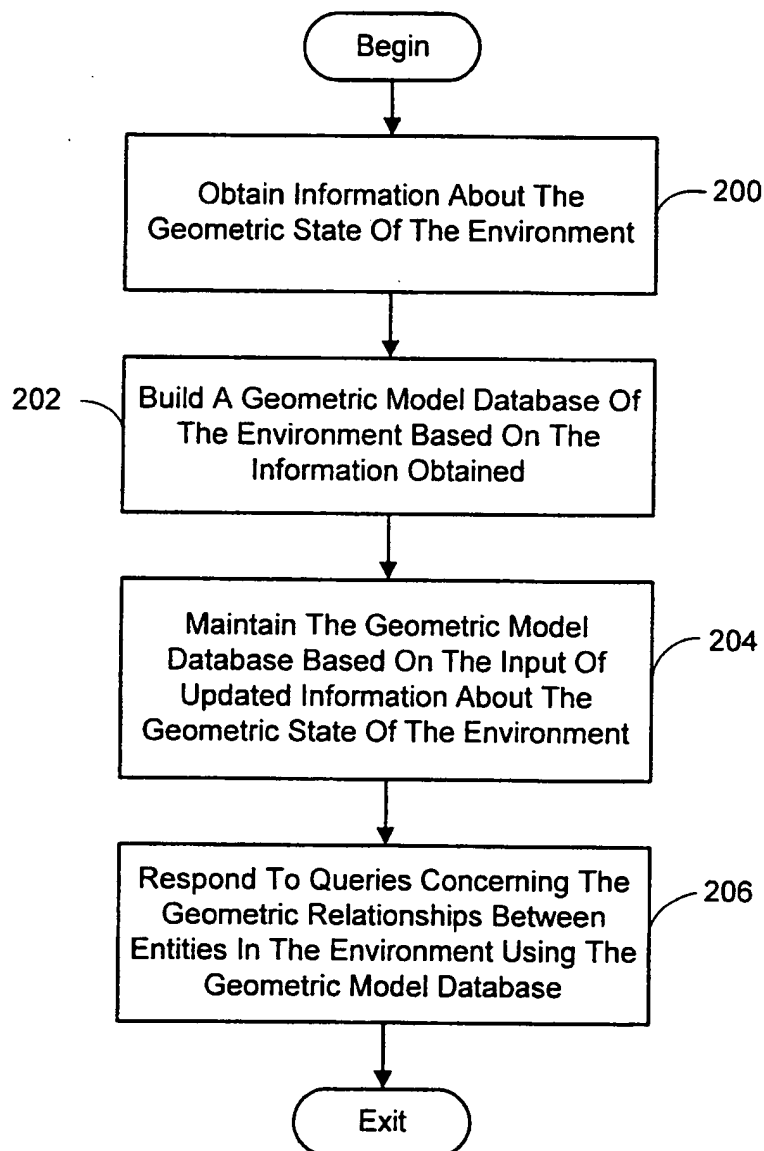 Begin
Obtain Information About The
Geometric State Of The Environment
200
202
Build A Geometric Model Database Of
The Environment Based On The
Information Obtained
Maintain The Geometric Model
Database Based On The Input Of
Updated Information About The
Geometric State Of The Environment
204
Respond To Queries Concerning The
Geometric Relationships Between
Entities In The Environment Using The
Geometric Model Database
206
Exit